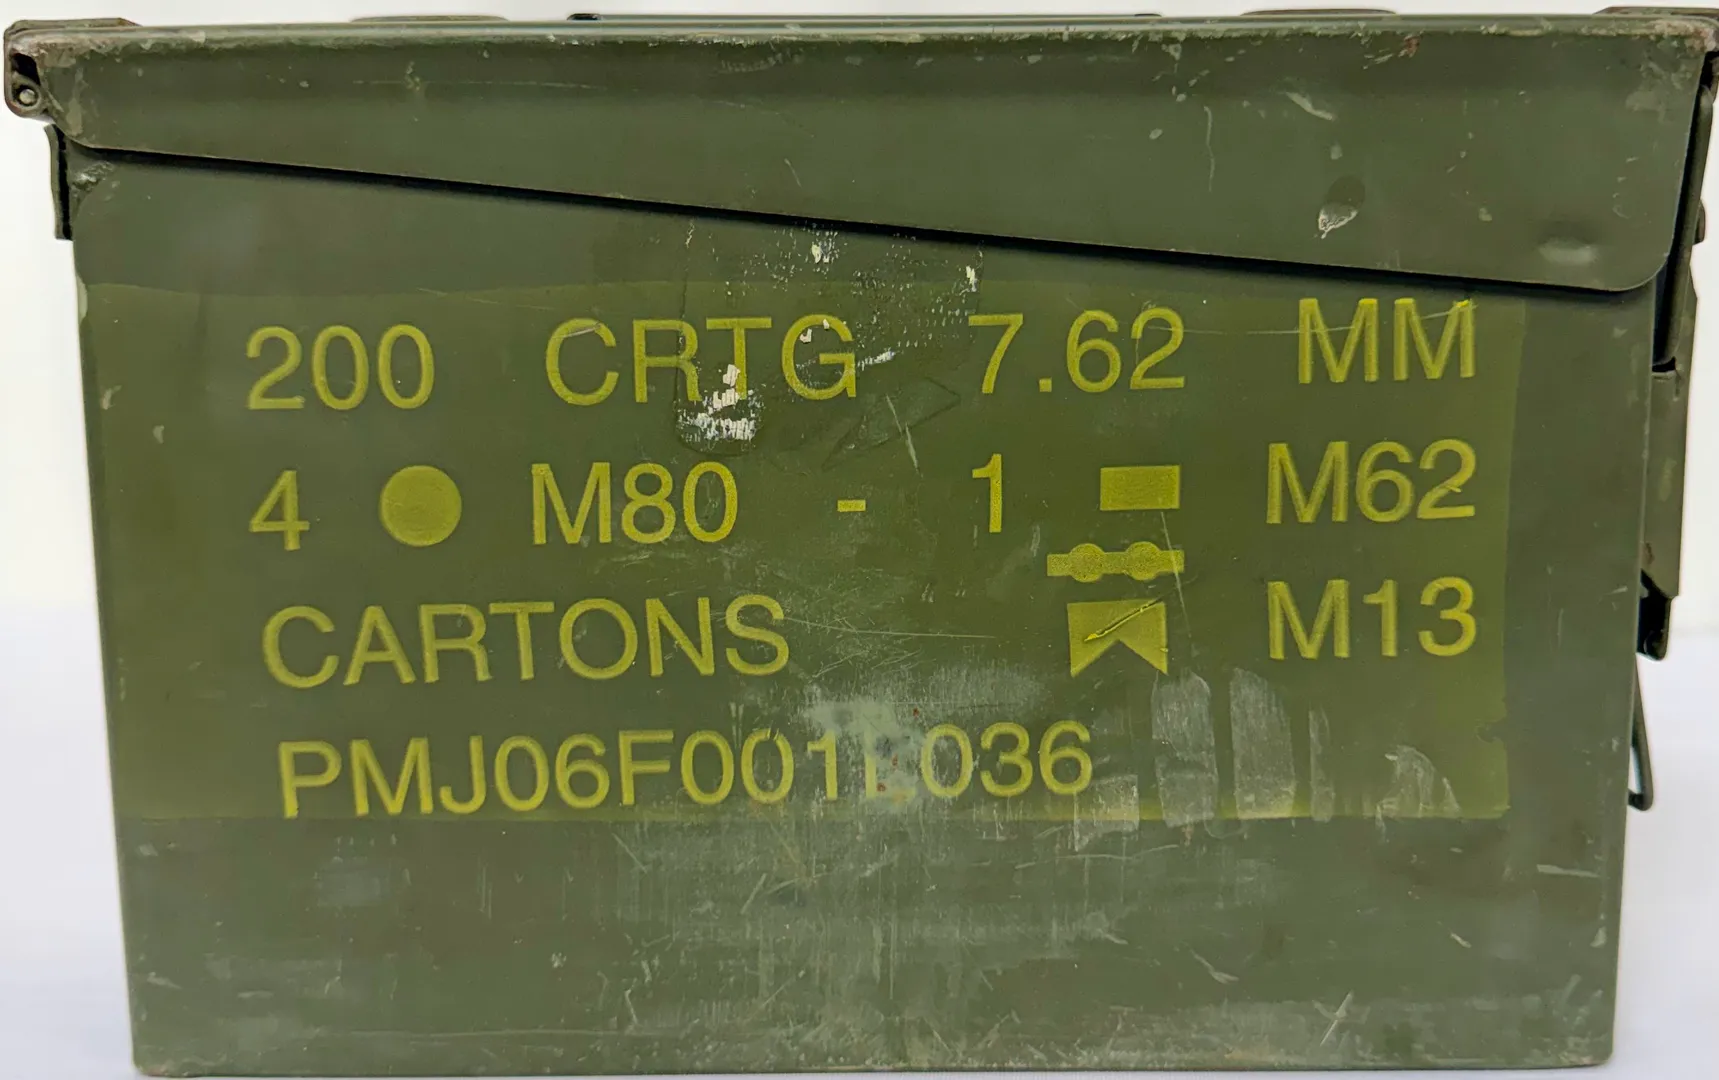 200 CRTG 7.62 MM
4 M80 - 1 M62
CARTONS M13
PMJ06F001L036